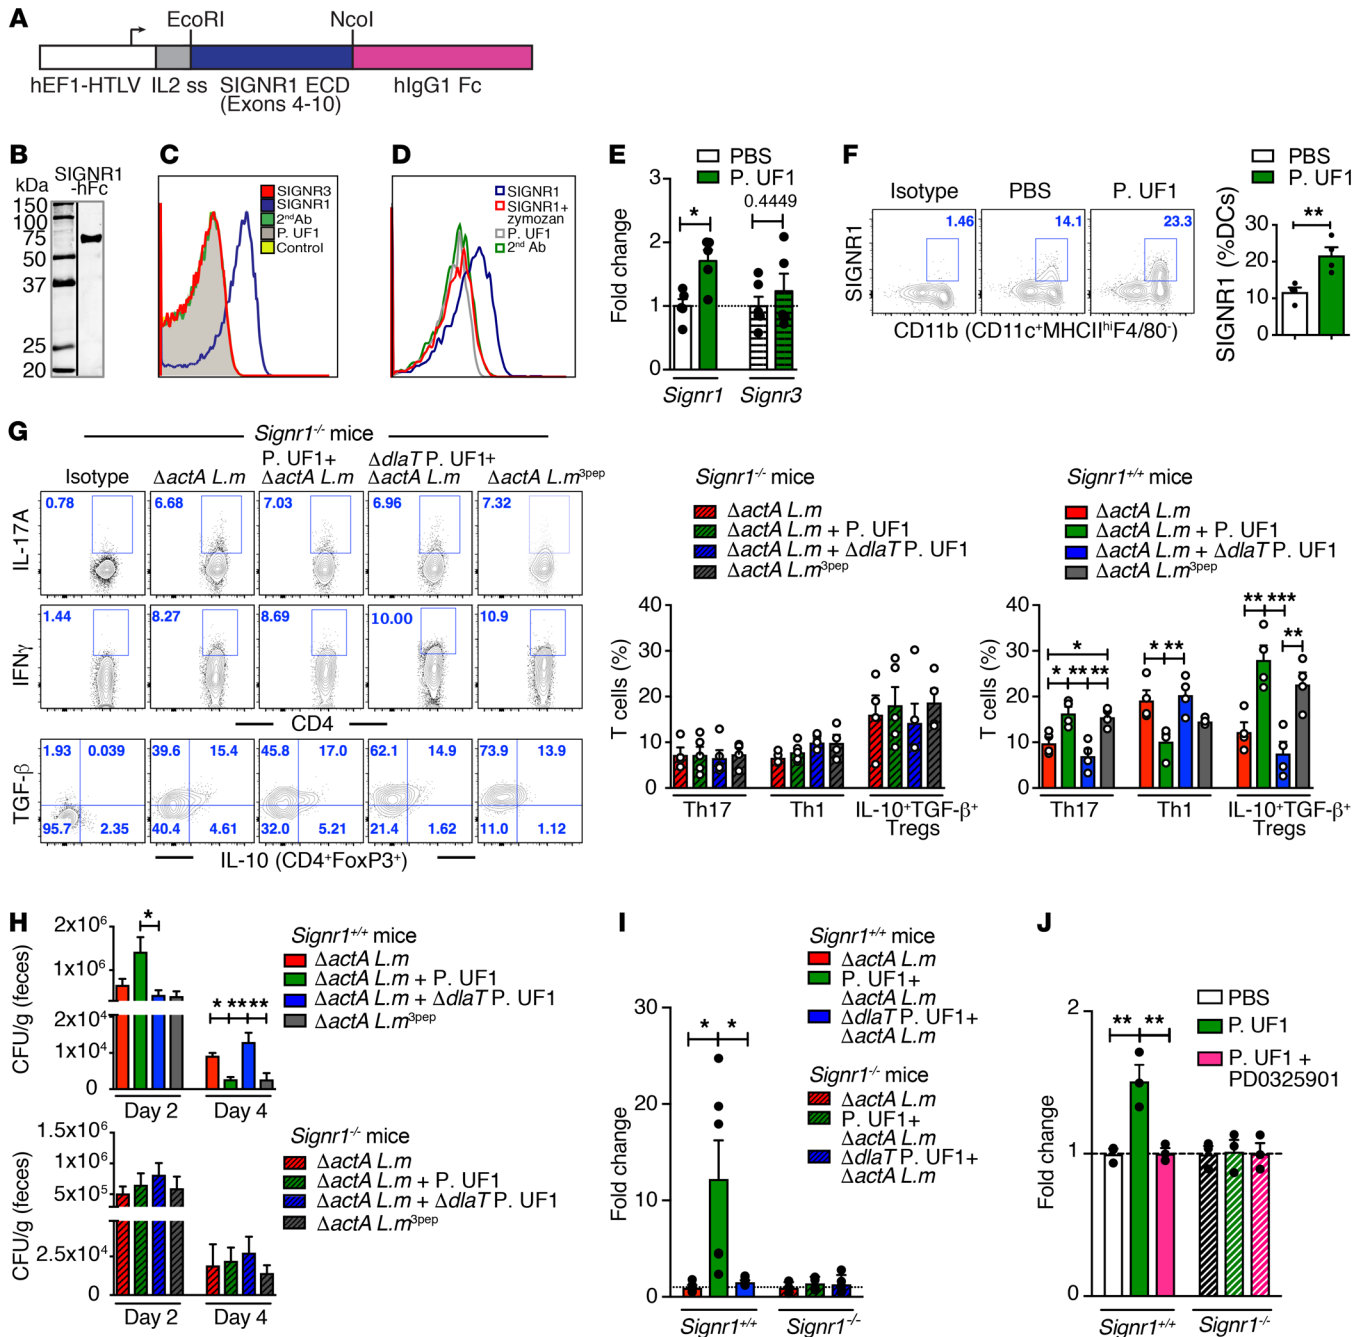 A
EcoRI NcoI
hEF1-HTLV IL2 ss SIGNR1 ECD hIgG1 Fc
(Exons 4-10)
B
SIGNR1
-hFc
kDa
150
100
75
50
37
25
20
C
SIGNR3
SIGNR1
2ndAb
P. UF1
Control
D
SIGNR1
SIGNR1+
zymozan
P. UF1
2nd Ab
E
PBS
P. UF1
Fold change
3
2
1
0
*
0.4449
Signr1 Signr3
F
Isotype PBS P. UF1
1.46 14.1 23.3
SIGNR1
CD11b (CD11c+MHCIIhiF4/80-)
PBS
P. UF1
SIGNR1 (%DCs)
30
20
10
0
**
G
Signr1-/- mice
P. UF1+ ΔdlaT P. UF1+
Isotype ΔactA L.m ΔactA L.m ΔactA L.m ΔactA L.m3pep
IL-17A
0.78 6.68 7.03 6.96 7.32
IFNγ
1.44 8.27 8.69 10.00 10.9
CD4
TGF-β
1.93 0.039 39.6 15.4 45.8 17.0 62.1 14.9 73.9 13.9
95.7 2.35 40.4 4.61 32.0 5.21 21.4 1.62 11.0 1.12
IL-10 (CD4+FoxP3+)
Signr1-/- mice
ΔactA L.m
ΔactA L.m + P. UF1
ΔactA L.m + ΔdlaT P. UF1
ΔactA L.m3pep
T cells (%)
40
30
20
10
0
Th17 Th1 IL-10+TGF-β+
Tregs
Signr1+/+ mice
ΔactA L.m
ΔactA L.m + P. UF1
ΔactA L.m + ΔdlaT P. UF1
ΔactA L.m3pep
T cells (%)
40
30
20
10
0
*
* ** **
* **
** ***
**
Th17 Th1 IL-10+TGF-β+
Tregs
H
CFU/g (feces)
2x106
1x106
0
2x104
1x104
0
*
* ** **
Day 2 Day 4
Signr1+/+ mice
ΔactA L.m
ΔactA L.m + P. UF1
ΔactA L.m + ΔdlaT P. UF1
ΔactA L.m3pep
CFU/g (feces)
1.5x106
1x106
5x105
2.5x104
0
Day 2 Day 4
Signr1-/- mice
ΔactA L.m
ΔactA L.m + P. UF1
ΔactA L.m + ΔdlaT P. UF1
ΔactA L.m3pep
I
Signr1+/+ mice
ΔactA L.m
P. UF1+
ΔactA L.m
ΔdlaT P. UF1+
ΔactA L.m
Signr1-/- mice
ΔactA L.m
P. UF1+
ΔactA L.m
ΔdlaT P. UF1+
ΔactA L.m
Fold change
30
20
10
0
* *
Signr1+/+ Signr1-/-
J
PBS
P. UF1
P. UF1 +
PD0325901
Fold change
2
1
0
** **
Signr1+/+ Signr1-/-